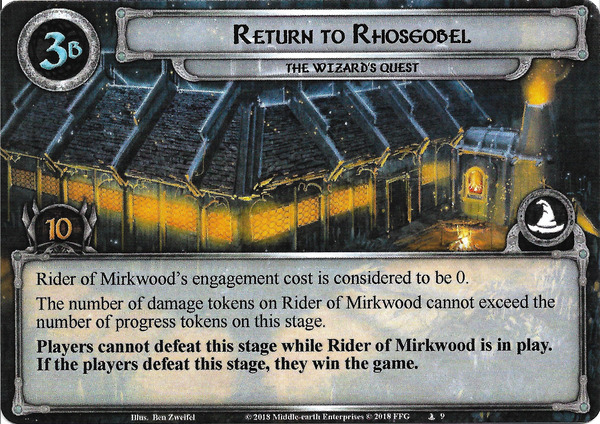 3B
RETURN TO RHOSGOBEL
THE WIZARD'S QUEST
10
Rider of Mirkwood's engagement cost is considered to be 0.
The number of damage tokens on Rider of Mirkwood cannot exceed the
number of progress tokens on this stage.
Players cannot defeat this stage while Rider of Mirkwood is in play.
If the players defeat this stage, they win the game.
Illus. Ben Zweifel
©2018 Middle-earth Enterprises ©2018 FFG
9